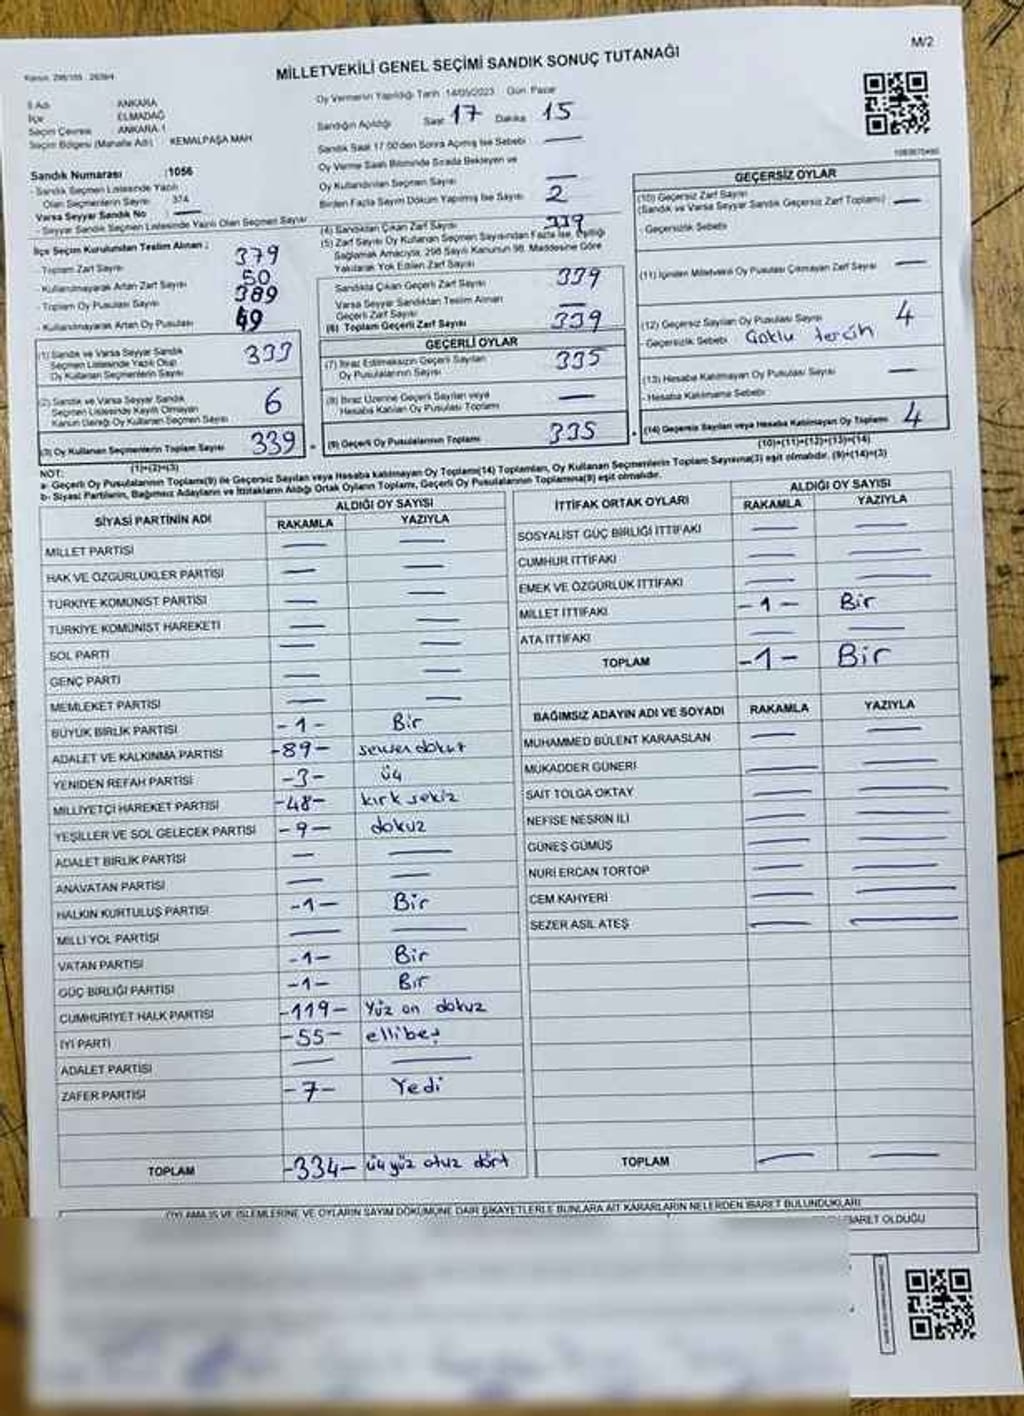 M/2
MİLLETVEKİLİ GENEL SEÇİMİ SANDIK SONUÇ TUTANAĞI
İl Adı ANKARA
İlçe ELMADAĞ
Seçim Çevresi ANKARA 1
Seçim Bölgesi (Mahalle Adı) KEMALPAŞA MAH
Oy Vermenin Yapıldığı Tarih 14/05/2023 Gün Pazar
Sandığın Açıldığı Saat 17 Dakika 15
Sandık Saat 17:00'den Sonra Açılmış İse Sebebi —
Oy Verme Saati Bitiminde Sırada Bekleyen ve
Oy Kullandırılan Seçmen Sayısı —
Birden Fazla Sayım Döküm Yapılmış İse Sayısı 2
Sandık Numarası :1056
- Sandık Seçmen Listesinde Yazılı
Olan Seçmenlerin Sayısı 374
Varsa Seyyar Sandık No —
- Seyyar Sandık Seçmen Listesinde Yazılı Olan Seçmen Sayısı
İlçe Seçim Kurulundan Teslim Alınan :
- Toplam Zarf Sayısı 379
- Kullanılmayarak Artan Zarf Sayısı 50
- Toplam Oy Pusulası Sayısı 389
- Kullanılmayarak Artan Oy Pusulası 49
(1) Sandık ve Varsa Seyyar Sandık
Seçmen Listesinde Yazılı Olup
Oy Kullanan Seçmenlerin Sayısı 333
(2) Sandık ve Varsa Seyyar Sandık
Seçmen Listesinde Kayıtlı Olmayan
Kanun Gereği Oy Kullanan Seçmen Sayısı 6
(3) Oy Kullanan Seçmenlerin Toplam Sayısı 339
(1)+(2)=(3)
(4) Sandıktan Çıkan Zarf Sayısı 339
(5) Zarf Sayısı Oy Kullanan Seçmen Sayısından Fazla İse, Eşitliği
Sağlamak Amacıyla, 298 Sayılı Kanunun 98. Maddesine Göre
Yakılarak Yok Edilen Zarf Sayısı
Sandıkta Çıkan Geçerli Zarf Sayısı 339
Varsa Seyyar Sandıktan Teslim Alınan
Geçerli Zarf Sayısı —
(6) Toplam Geçerli Zarf Sayısı 339
GEÇERLİ OYLAR
(7) İtiraz Edilmeksizin Geçerli Sayılan
Oy Pusulalarının Sayısı 335
(8) İtiraz Üzerine Geçerli Sayılan veya
Hesaba Katılan Oy Pusulası Toplamı —
(9) Geçerli Oy Pusulalarının Toplamı 335
GEÇERSİZ OYLAR
(10) Geçersiz Zarf Sayısı
(Sandık ve Varsa Seyyar Sandık Geçersiz Zarf Toplamı) —
- Geçersizlik Sebebi
(11) İçinden Milletvekili Oy Pusulası Çıkmayan Zarf Sayısı —
(12) Geçersiz Sayılan Oy Pusulası Sayısı 4
- Geçersizlik Sebebi Çoklu tercih
(13) Hesaba Katılmayan Oy Pusulası Sayısı —
- Hesaba Katılmama Sebebi
(14) Geçersiz Sayılan veya Hesaba Katılmayan Oy Toplamı 4
(10)+(11)+(12)+(13)=(14)
NOT:
a- Geçerli Oy Pusulalarının Toplamı(9) ile Geçersiz Sayılan veya Hesaba katılmayan Oy Toplamı(14) Toplamları, Oy Kullanan Seçmenlerin Toplam Sayısına(3) eşit olmalıdır. (9)+(14)=(3)
b- Siyasi Partilerin, Bağımsız Adayların ve İttifakların Aldığı Ortak Oyların Toplamı, Geçerli Oy Pusulalarının Toplamına(9) eşit olmalıdır.
SİYASİ PARTİNİN ADI ALDIĞI OY SAYISI
RAKAMLA YAZIYLA
MİLLET PARTİSİ — —
HAK VE ÖZGÜRLÜKLER PARTİSİ — —
TÜRKİYE KOMÜNİST PARTİSİ — —
TÜRKİYE KOMÜNİST HAREKETİ — —
SOL PARTİ — —
GENÇ PARTİ — —
MEMLEKET PARTİSİ — —
BÜYÜK BİRLİK PARTİSİ -1- Bir
ADALET VE KALKINMA PARTİSİ -89- seksen dokuz
YENİDEN REFAH PARTİSİ -3- üç
MİLLİYETÇİ HAREKET PARTİSİ -48- kırk sekiz
YEŞİLLER VE SOL GELECEK PARTİSİ -9- dokuz
ADALET BİRLİK PARTİSİ — —
ANAVATAN PARTİSİ — —
HALKIN KURTULUŞ PARTİSİ -1- Bir
MİLLİ YOL PARTİSİ — —
VATAN PARTİSİ -1- Bir
GÜÇ BİRLİĞİ PARTİSİ -1- Bir
CUMHURİYET HALK PARTİSİ -119- Yüz on dokuz
İYİ PARTİ -55- ellibeş
ADALET PARTİSİ — —
ZAFER PARTİSİ -7- Yedi
TOPLAM -334- üçyüz otuz dört
İTTİFAK ORTAK OYLARI ALDIĞI OY SAYISI
RAKAMLA YAZIYLA
SOSYALİST GÜÇ BİRLİĞİ İTTİFAKI — —
CUMHUR İTTİFAKI — —
EMEK VE ÖZGÜRLÜK İTTİFAKI — —
MİLLET İTTİFAKI -1- Bir
ATA İTTİFAKI — —
TOPLAM -1- Bir
BAĞIMSIZ ADAYIN ADI VE SOYADI RAKAMLA YAZIYLA
MUHAMMED BÜLENT KARAASLAN — —
MUKADDER GÜNERİ — —
SAİT TOLGA OKTAY — —
NEFİSE NESRİN İLİ — —
GÜNEŞ GÜMÜŞ — —
NURİ ERCAN TORTOP — —
CEM KAHYERİ — —
SEZER ASIL ATEŞ — —
TOPLAM — —
OYLAMA İŞ VE İŞLEMLERİNE VE OYLARIN SAYIM DÖKÜMÜNE DAİR ŞİKAYETLERLE BUNLARA AİT KARARLARIN NELERDEN İBARET BULUNDUKLARI
İBARET OLDUĞU